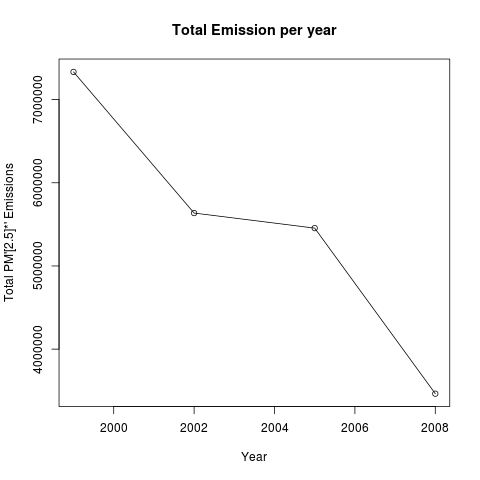 Total Emission per year
Total PM'[2.5]*' Emissions
7000000
6000000
5000000
4000000
2000 2002 2004 2006 2008
Year